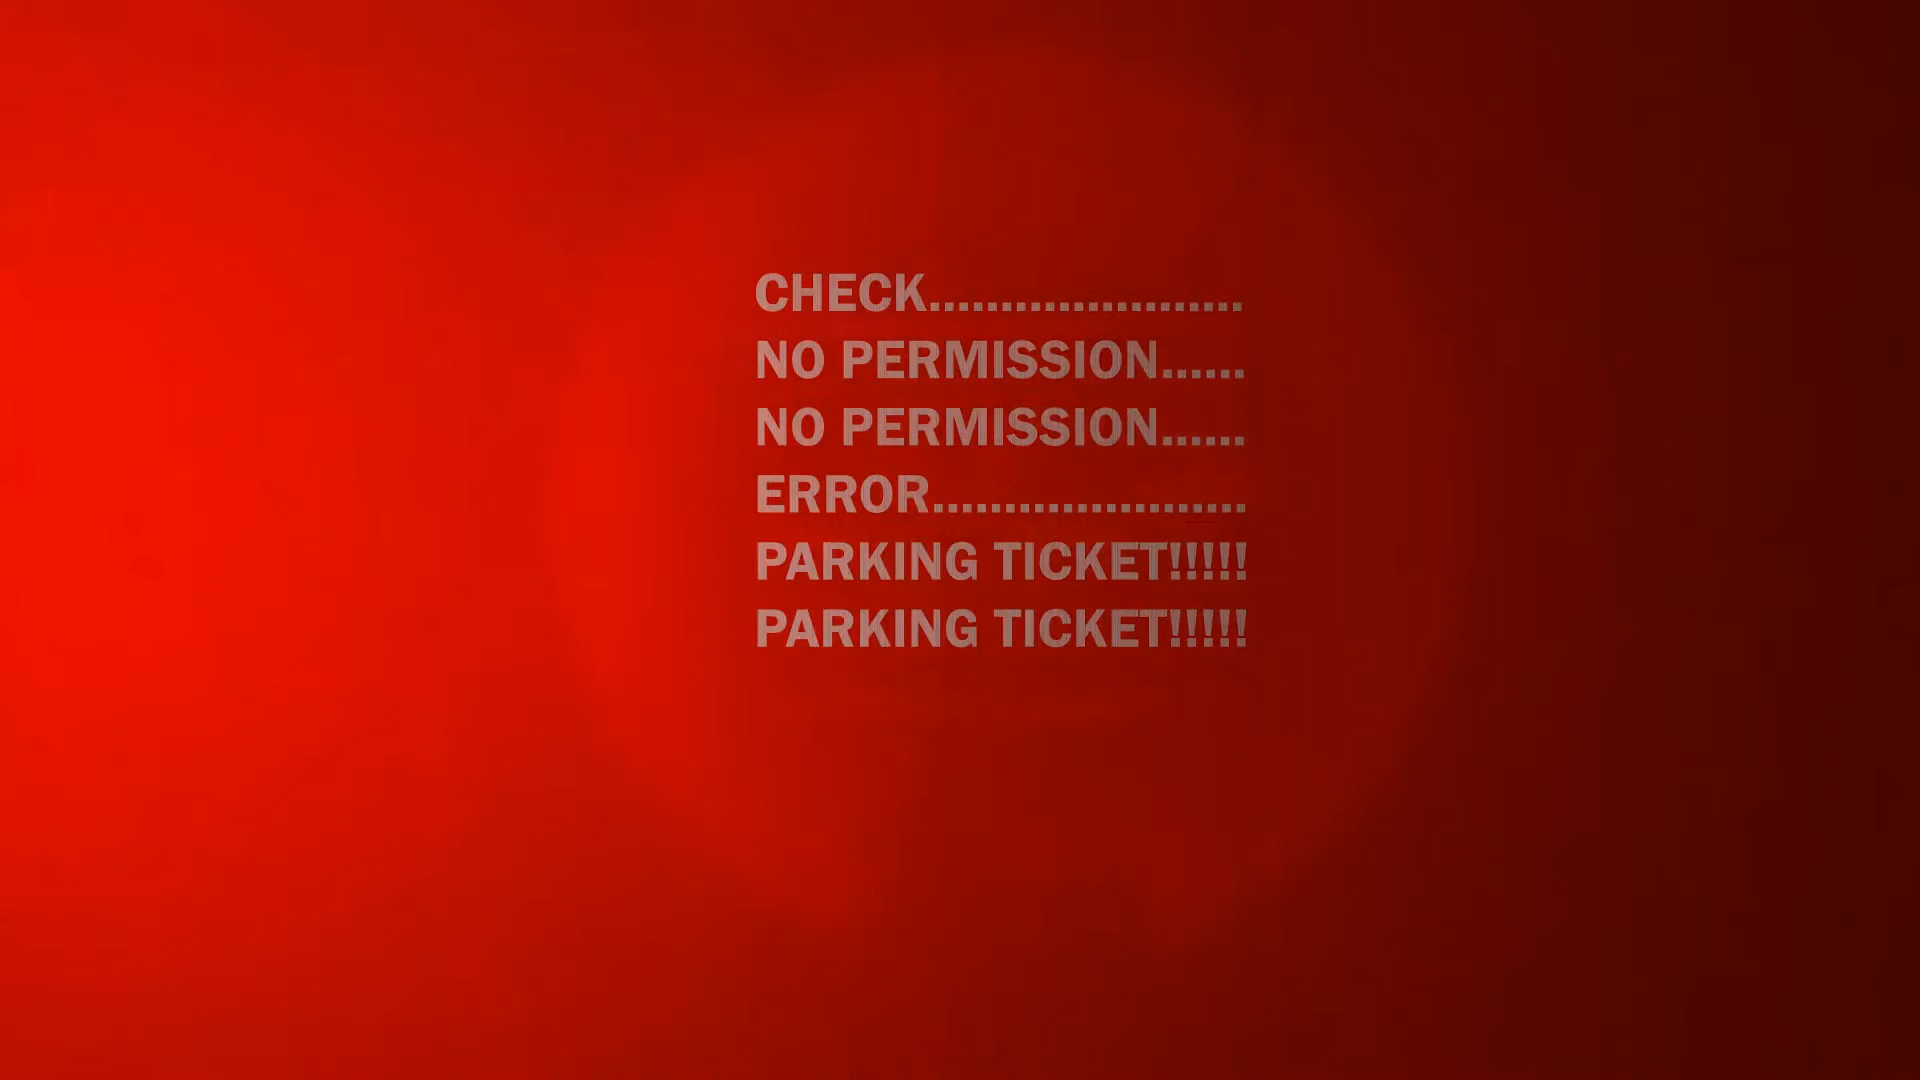 CHECK......................
NO PERMISSION......
NO PERMISSION......
ERROR......................
PARKING TICKET!!!!!
PARKING TICKET!!!!!